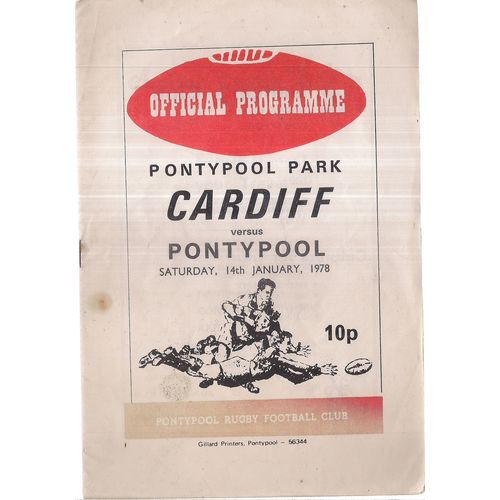 OFFICIAL PROGRAMME
PONTYPOOL PARK
CARDIFF
versus
PONTYPOOL
SATURDAY, 14th JANUARY, 1978
10p
PONTYPOOL RUGBY FOOTBALL CLUB
Gillard Printers, Pontypool - 56344